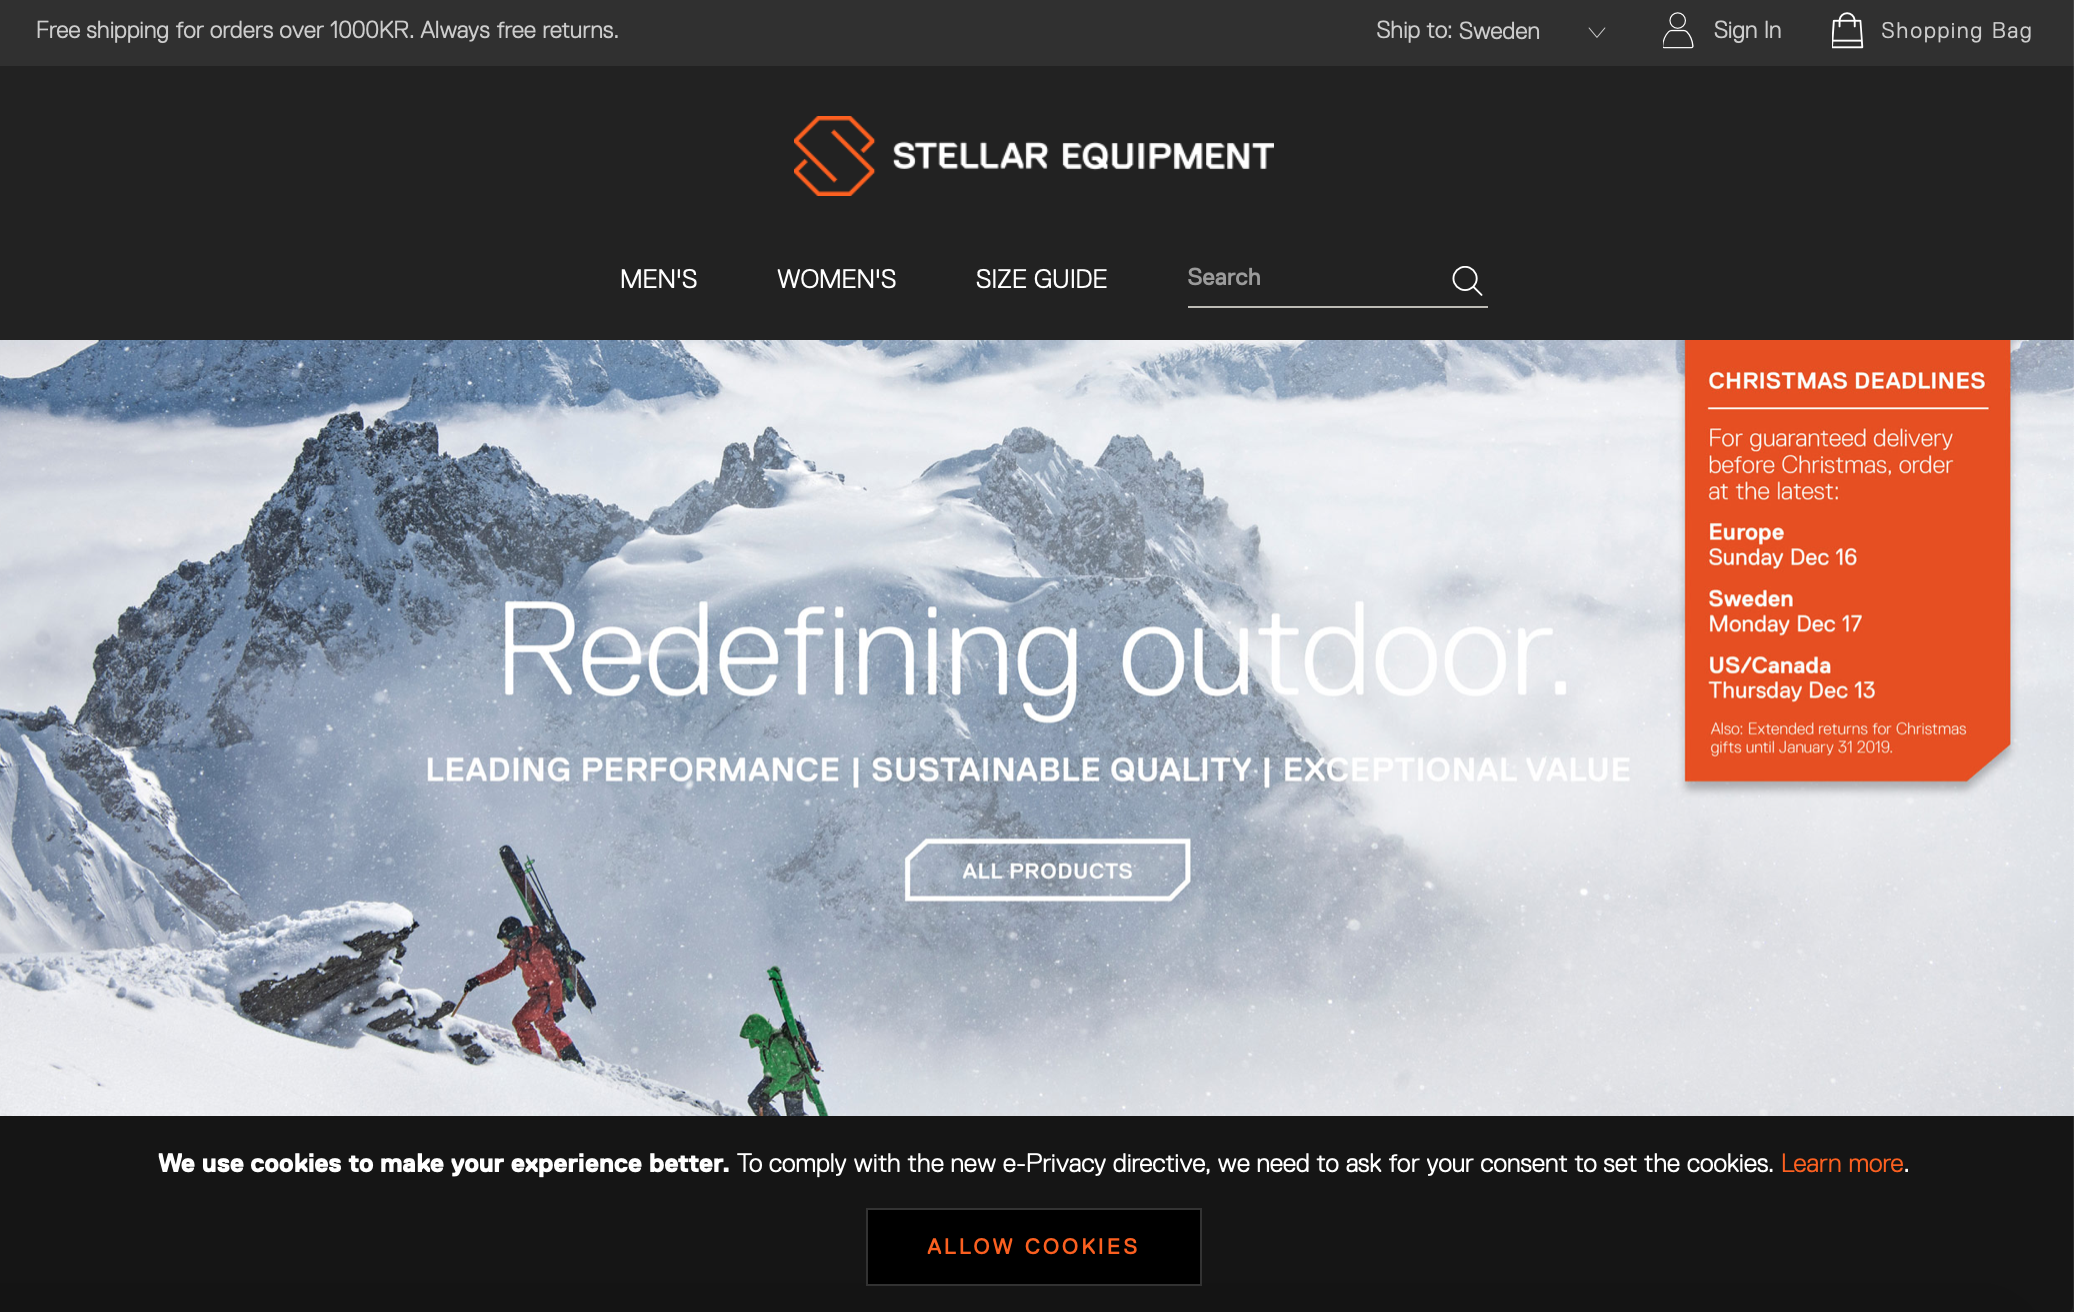 Free shipping for orders over 1000KR. Always free returns.
Ship to: Sweden
Sign In
Shopping Bag
STELLAR EQUIPMENT
MEN'S
WOMEN'S
SIZE GUIDE
Search
CHRISTMAS DEADLINES
For guaranteed delivery
before Christmas, order
at the latest:
Europe
Sunday Dec 16
Sweden
Monday Dec 17
US/Canada
Thursday Dec 13
Also: Extended returns for Christmas
gifts until January 31 2019.
Redefining outdoor.
LEADING PERFORMANCE | SUSTAINABLE QUALITY | EXCEPTIONAL VALUE
ALL PRODUCTS
We use cookies to make your experience better. To comply with the new e-Privacy directive, we need to ask for your consent to set the cookies. Learn more.
ALLOW COOKIES